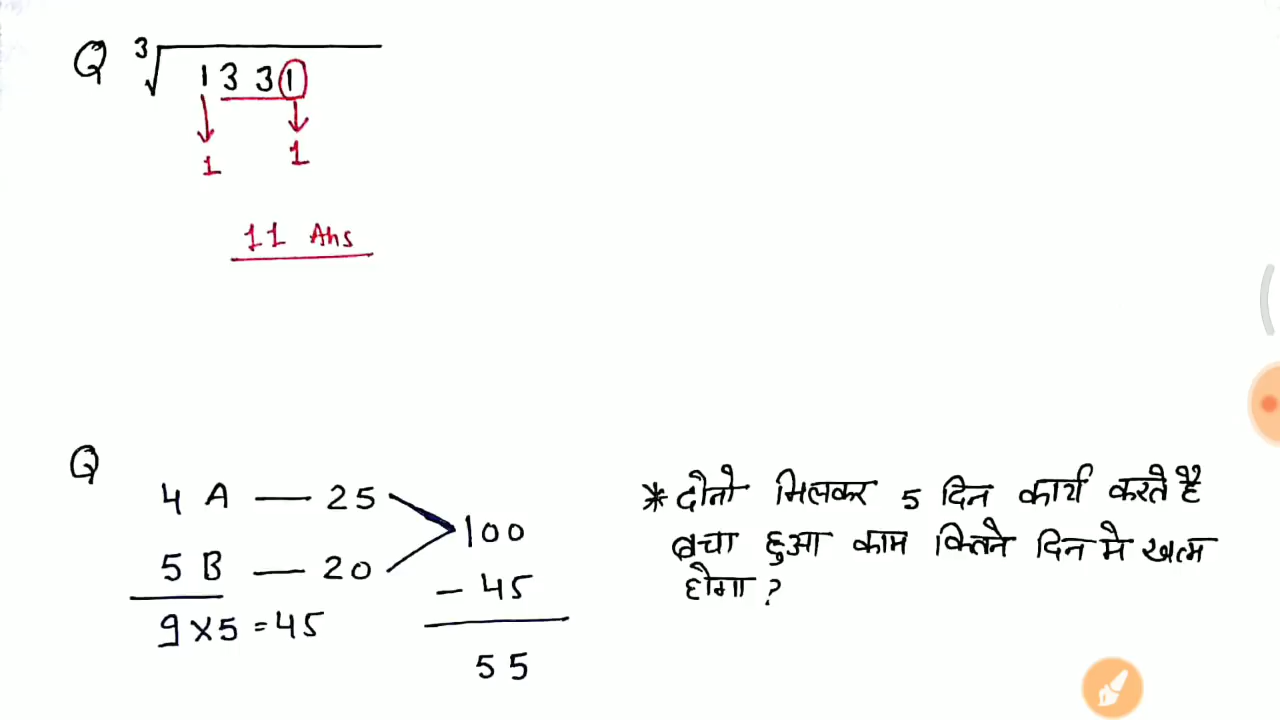 Q ³√1331
1 1
11 Ans
Q
4 A — 25
100
5 B — 20
- 45
9 X 5 = 45
55
* दोनो मिलकर 5 दिन कार्य करते है
बचा हुआ काम कितने दिन मे खत्म
होगा ?